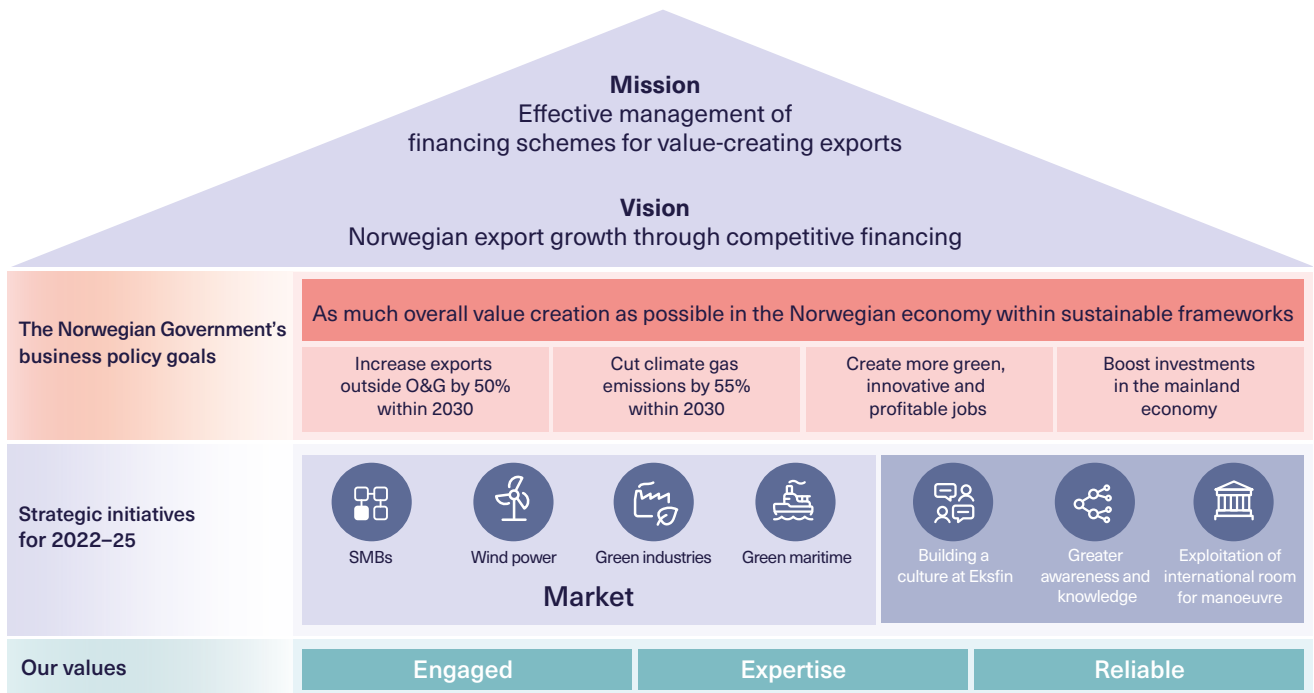 Mission
Effective management of
financing schemes for value-creating exports
Vision
Norwegian export growth through competitive financing
The Norwegian Government's
business policy goals
As much overall value creation as possible in the Norwegian economy within sustainable frameworks
Increase exports
outside O&G by 50%
within 2030
Cut climate gas
emissions by 55%
within 2030
Create more green,
innovative and
profitable jobs
Boost investments
in the mainland
economy
Strategic initiatives
for 2022–25
SMBs
Wind power
Green industries
Green maritime
Market
Building a
culture at Eksfin
Greater
awareness and
knowledge
Exploitation of
international room
for manoeuvre
Our values
Engaged
Expertise
Reliable